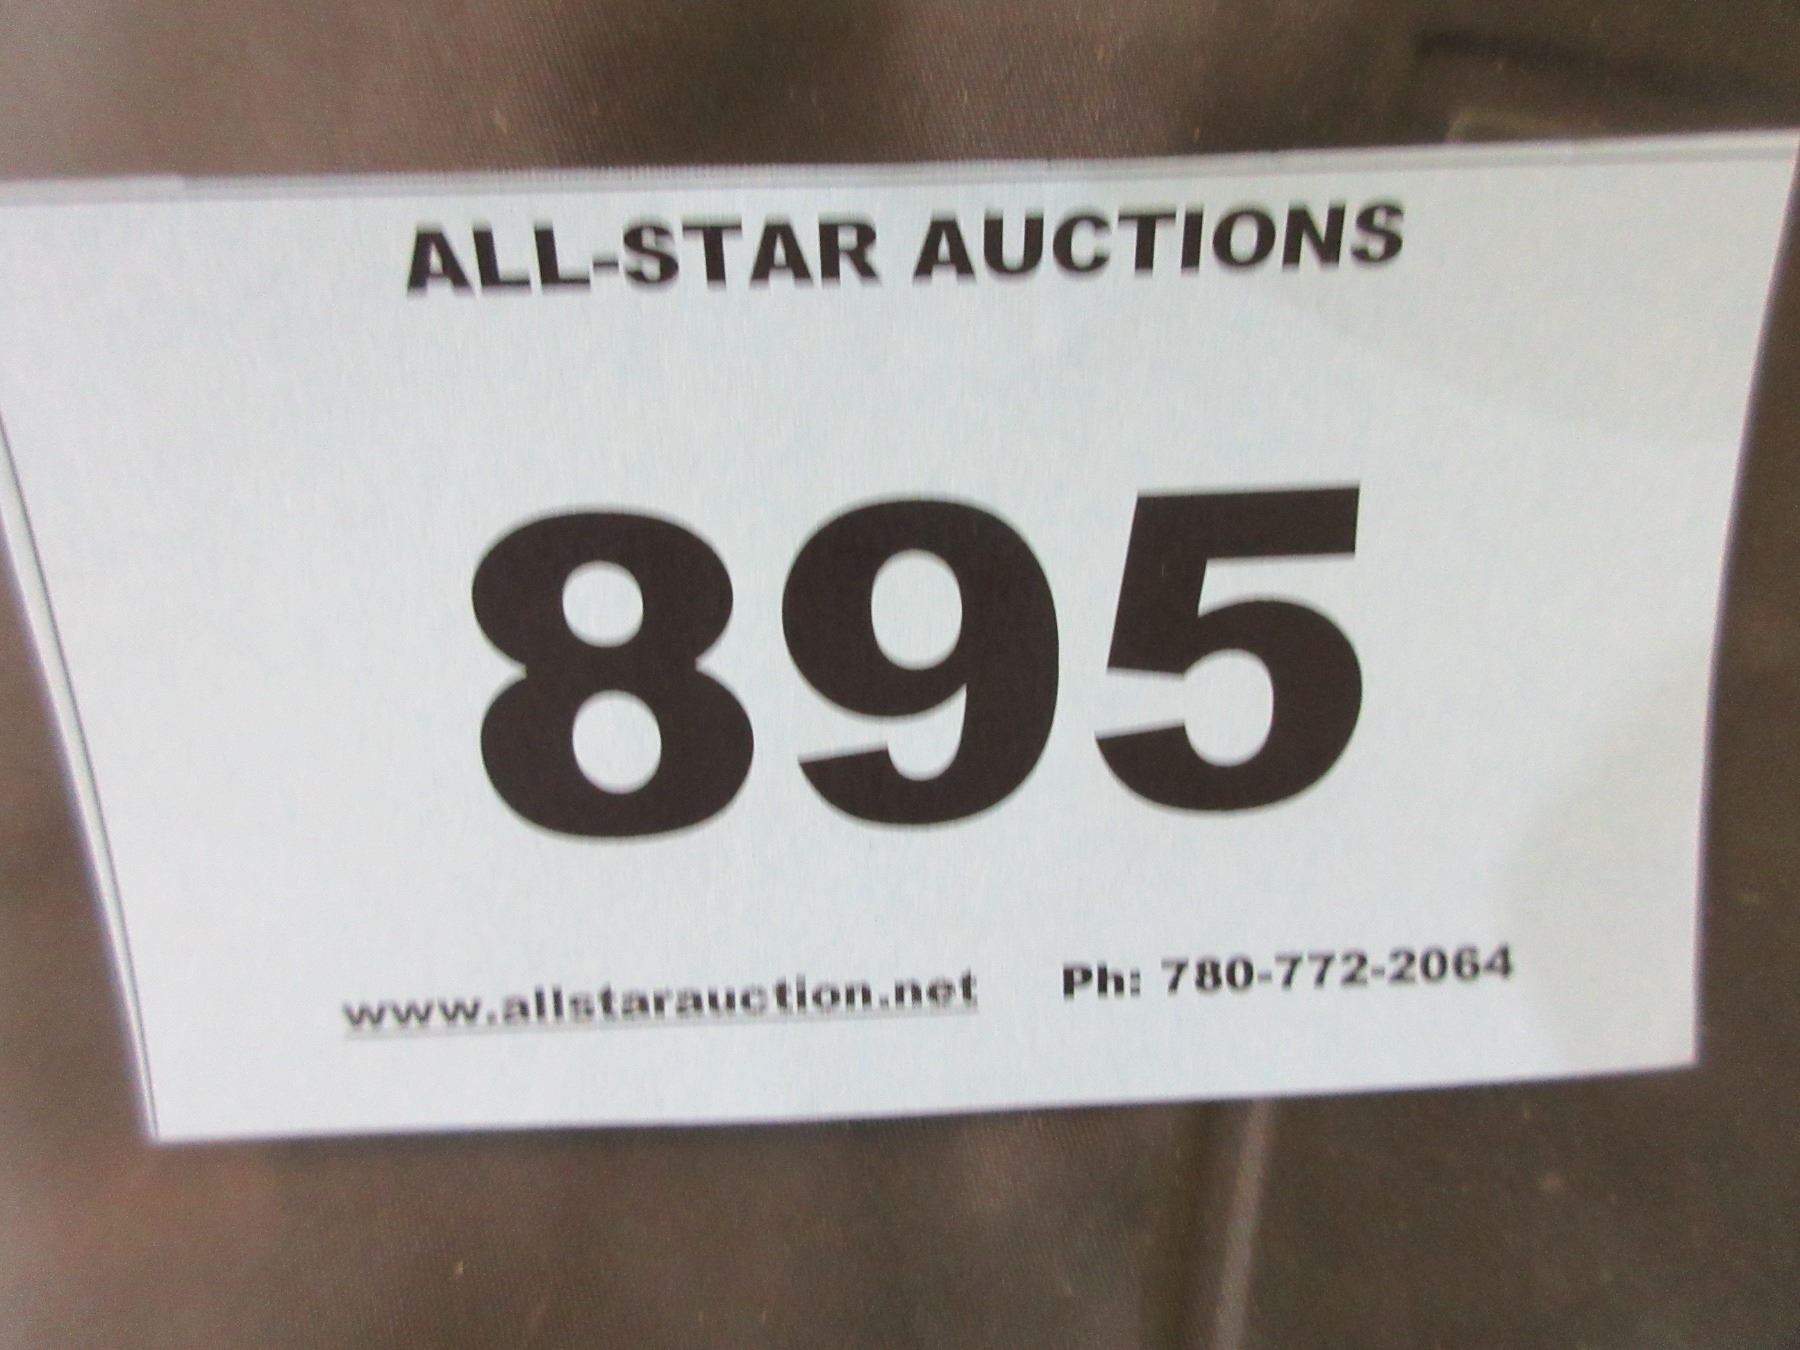 ALL-STAR AUCTIONS
895
www.allstarauction.net Ph: 780-772-2064